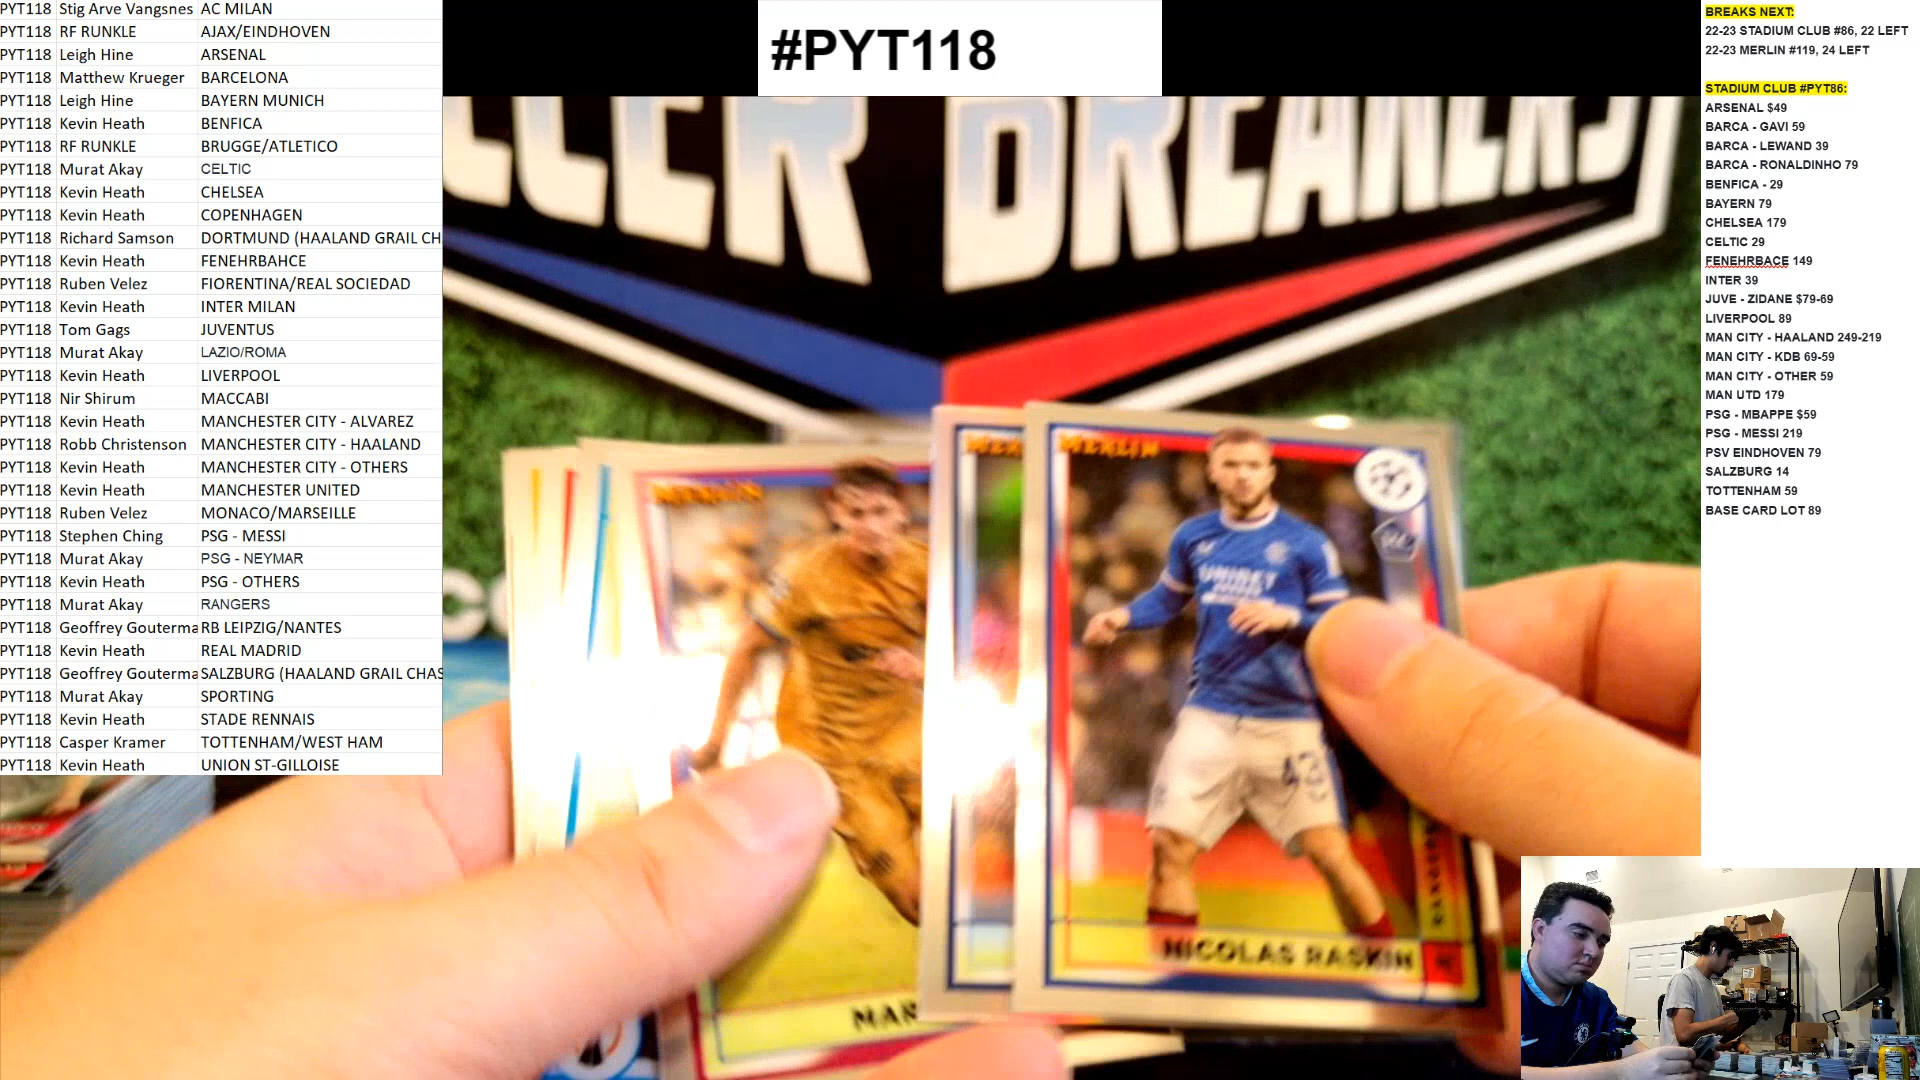 PYT118 Stig Arve Vangsnes AC MILAN
PYT118 RF RUNKLE AJAX/EINDHOVEN
PYT118 Leigh Hine ARSENAL
PYT118 Matthew Krueger BARCELONA
PYT118 Leigh Hine BAYERN MUNICH
PYT118 Kevin Heath BENFICA
PYT118 RF RUNKLE BRUGGE/ATLETICO
PYT118 Murat Akay CELTIC
PYT118 Kevin Heath CHELSEA
PYT118 Kevin Heath COPENHAGEN
PYT118 Richard Samson DORTMUND (HAALAND GRAIL CH
PYT118 Kevin Heath FENEHRBAHCE
PYT118 Ruben Velez FIORENTINA/REAL SOCIEDAD
PYT118 Kevin Heath INTER MILAN
PYT118 Tom Gags JUVENTUS
PYT118 Murat Akay LAZIO/ROMA
PYT118 Kevin Heath LIVERPOOL
PYT118 Nir Shirum MACCABI
PYT118 Kevin Heath MANCHESTER CITY - ALVAREZ
PYT118 Robb Christenson MANCHESTER CITY - HAALAND
PYT118 Kevin Heath MANCHESTER CITY - OTHERS
PYT118 Kevin Heath MANCHESTER UNITED
PYT118 Ruben Velez MONACO/MARSEILLE
PYT118 Stephen Ching PSG - MESSI
PYT118 Murat Akay PSG - NEYMAR
PYT118 Kevin Heath PSG - OTHERS
PYT118 Murat Akay RANGERS
PYT118 Geoffrey Gouterma RB LEIPZIG/NANTES
PYT118 Kevin Heath REAL MADRID
PYT118 Geoffrey Gouterma SALZBURG (HAALAND GRAIL CHAS
PYT118 Murat Akay SPORTING
PYT118 Kevin Heath STADE RENNAIS
PYT118 Casper Kramer TOTTENHAM/WEST HAM
PYT118 Kevin Heath UNION ST-GILLOISE
#PYT118
CCER BREAKERS
MERLIN
MER
MERLIN
UNIBET
43
RANGERS
NICOLAS RASKIN
MAR
BREAKS NEXT:
22-23 STADIUM CLUB #86, 22 LEFT
22-23 MERLIN #119, 24 LEFT
STADIUM CLUB #PYT86:
ARSENAL $49
BARCA - GAVI 59
BARCA - LEWAND 39
BARCA - RONALDINHO 79
BENFICA - 29
BAYERN 79
CHELSEA 179
CELTIC 29
FENEHRBACE 149
INTER 39
JUVE - ZIDANE $79-69
LIVERPOOL 89
MAN CITY - HAALAND 249-219
MAN CITY - KDB 69-59
MAN CITY - OTHER 59
MAN UTD 179
PSG - MBAPPE $59
PSG - MESSI 219
PSV EINDHOVEN 79
SALZBURG 14
TOTTENHAM 59
BASE CARD LOT 89